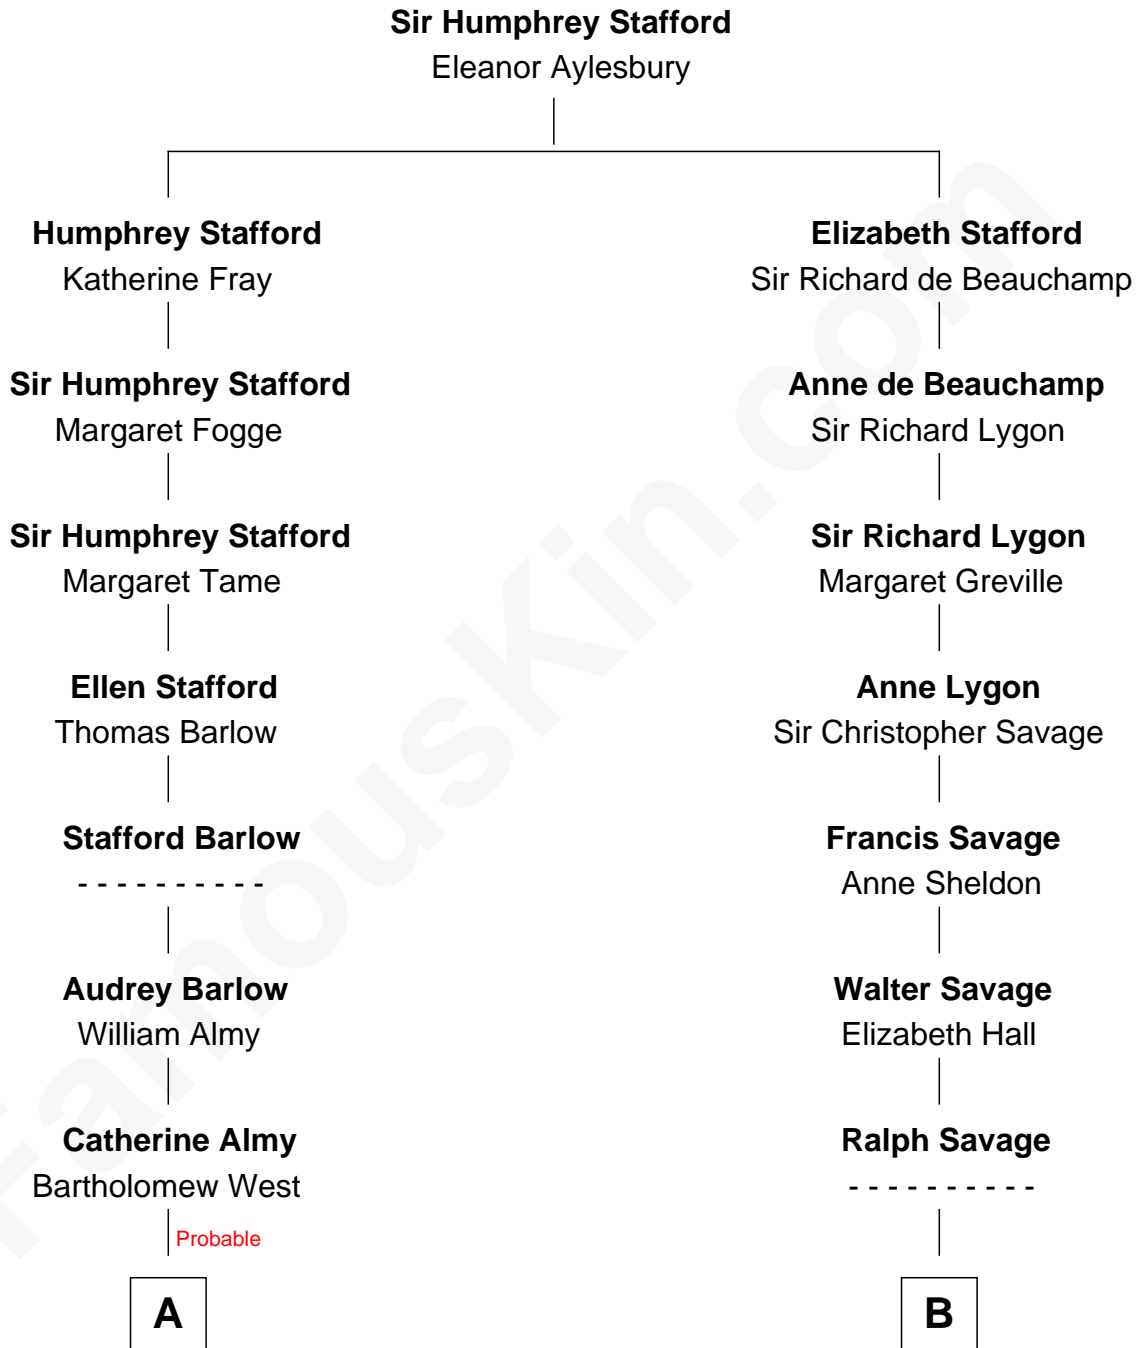 Sir Humphrey Stafford
Eleanor Aylesbury
Humphrey Stafford
Katherine Fray
Sir Humphrey Stafford
Margaret Fogge
Sir Humphrey Stafford
Margaret Tame
Ellen Stafford
Thomas Barlow
Stafford Barlow
- - - - - - - - - -
Audrey Barlow
William Almy
Catherine Almy
Bartholomew West
Probable
A
Elizabeth Stafford
Sir Richard de Beauchamp
Anne de Beauchamp
Sir Richard Lygon
Sir Richard Lygon
Margaret Greville
Anne Lygon
Sir Christopher Savage
Francis Savage
Anne Sheldon
Walter Savage
Elizabeth Hall
Ralph Savage
- - - - - - - - - -
B
FamousKin.com